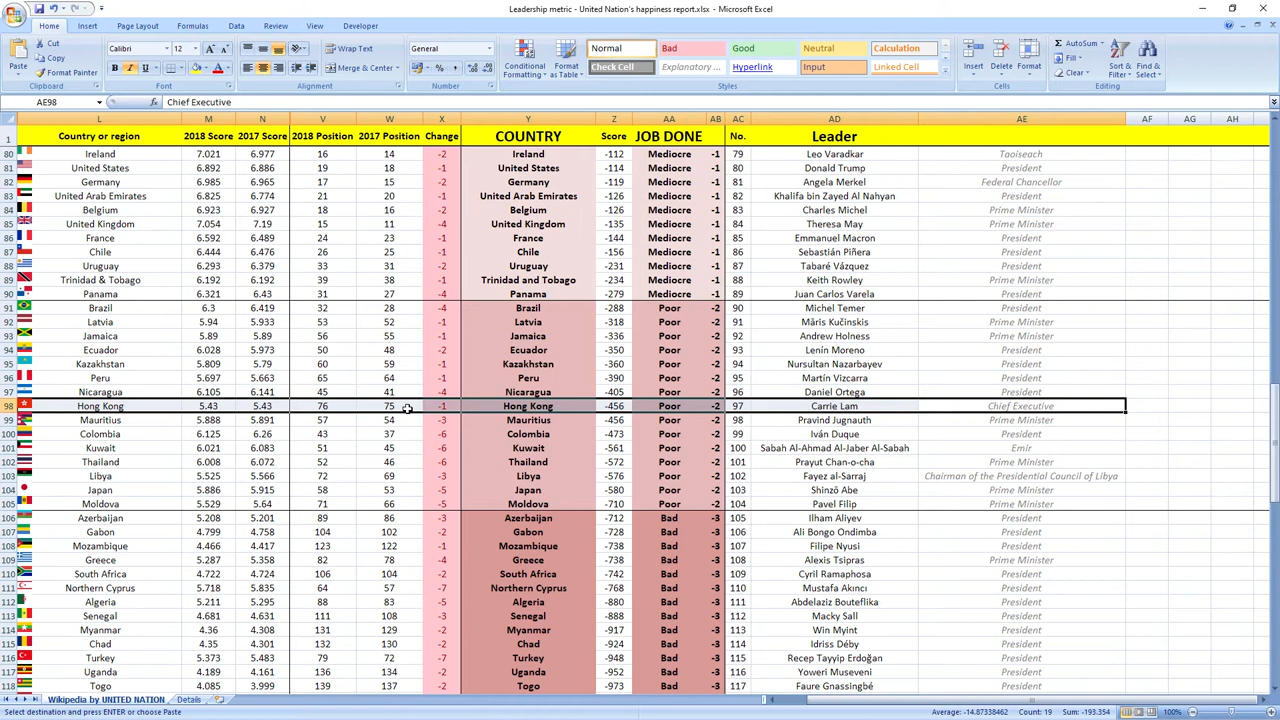 Leadership metric - United Nation's happiness report.xlsx - Microsoft Excel
Home Insert Page Layout Formulas Data Review View Developer
Cut
Copy
Format Painter
Paste
Calibri 12
Wrap Text
Merge & Center
General
Conditional Formatting
Format as Table
Normal Bad Good Neutral Calculation
Check Cell Explanatory ... Hyperlink Input Linked Cell
Insert Delete Format
AutoSum
Fill
Clear
Sort & Filter
Find & Select
Clipboard Font Alignment Number Styles Cells Editing
AE98 Chief Executive
L M N V W X Y Z AA AB AC AD AE AF AG AH
1 Country or region 2018 Score 2017 Score 2018 Position 2017 Position Change COUNTRY Score JOB DONE No. Leader
80 Ireland 7.021 6.977 16 14 -2 Ireland -112 Mediocre -1 79 Leo Varadkar Taoiseach
81 United States 6.892 6.886 19 18 -1 United States -114 Mediocre -1 80 Donald Trump President
82 Germany 6.985 6.965 17 15 -2 Germany -119 Mediocre -1 81 Angela Merkel Federal Chancellor
83 United Arab Emirates 6.825 6.774 21 20 -1 United Arab Emirates -126 Mediocre -1 82 Khalifa bin Zayed Al Nahyan President
84 Belgium 6.923 6.927 18 16 -2 Belgium -126 Mediocre -1 83 Charles Michel Prime Minister
85 United Kingdom 7.054 7.19 15 11 -4 United Kingdom -135 Mediocre -1 84 Theresa May Prime Minister
86 France 6.592 6.489 24 23 -1 France -144 Mediocre -1 85 Emmanuel Macron President
87 Chile 6.444 6.476 26 25 -1 Chile -156 Mediocre -1 86 Sebastián Piñera President
88 Uruguay 6.293 6.379 33 31 -2 Uruguay -231 Mediocre -1 87 Tabaré Vázquez President
89 Trinidad & Tobago 6.192 6.192 39 38 -1 Trinidad and Tobago -234 Mediocre -1 88 Keith Rowley Prime Minister
90 Panama 6.321 6.43 31 27 -4 Panama -279 Mediocre -1 89 Juan Carlos Varela President
91 Brazil 6.3 6.419 32 28 -4 Brazil -288 Poor -2 90 Michel Temer President
92 Latvia 5.94 5.933 53 52 -1 Latvia -318 Poor -2 91 Māris Kučinskis Prime Minister
93 Jamaica 5.89 5.89 56 55 -1 Jamaica -336 Poor -2 92 Andrew Holness Prime Minister
94 Ecuador 6.028 5.973 50 48 -2 Ecuador -350 Poor -2 93 Lenín Moreno President
95 Kazakhstan 5.809 5.79 60 59 -1 Kazakhstan -360 Poor -2 94 Nursultan Nazarbayev President
96 Peru 5.697 5.663 65 64 -1 Peru -390 Poor -2 95 Martín Vizcarra President
97 Nicaragua 6.105 6.141 45 41 -4 Nicaragua -405 Poor -2 96 Daniel Ortega President
98 Hong Kong 5.43 5.43 76 75 -1 Hong Kong -456 Poor -2 97 Carrie Lam Chief Executive
99 Mauritius 5.888 5.891 57 54 -3 Mauritius -456 Poor -2 98 Pravind Jugnauth Prime Minister
100 Colombia 6.125 6.26 43 37 -6 Colombia -473 Poor -2 99 Iván Duque President
101 Kuwait 6.021 6.083 51 45 -6 Kuwait -561 Poor -2 100 Sabah Al-Ahmad Al-Jaber Al-Sabah Emir
102 Thailand 6.008 6.072 52 46 -6 Thailand -468 Poor -2 101 Prayut Chan-o-cha Prime Minister
103 Libya 5.525 5.566 72 69 -3 Libya -576 Poor -2 102 Fayez al-Sarraj Chairman of the Presidential Council of Libya
104 Japan 5.886 5.915 58 53 -5 Japan -580 Poor -2 103 Shinzō Abe Prime Minister
105 Moldova 5.529 5.64 71 66 -5 Moldova -710 Poor -2 104 Pavel Filip Prime Minister
106 Azerbaijan 5.208 5.201 89 86 -3 Azerbaijan -712 Bad -3 105 Ilham Aliyev President
107 Gabon 4.799 4.758 104 102 -2 Gabon -728 Bad -3 106 Ali Bongo Ondimba President
108 Mozambique 4.466 4.417 123 122 -1 Mozambique -738 Bad -3 107 Filipe Nyusi President
109 Greece 5.287 5.358 82 78 -4 Greece -738 Bad -3 108 Alexis Tsipras Prime Minister
110 South Africa 4.722 4.724 106 104 -2 South Africa -742 Bad -3 109 Cyril Ramaphosa President
111 Northern Cyprus 5.718 5.835 64 57 -7 Northern Cyprus -768 Bad -3 110 Mustafa Akıncı President
112 Algeria 5.211 5.295 88 83 -5 Algeria -880 Bad -3 111 Abdelaziz Bouteflika President
113 Senegal 4.681 4.631 111 108 -3 Senegal -888 Bad -3 112 Macky Sall President
114 Myanmar 4.36 4.308 131 129 -2 Myanmar -917 Bad -3 113 Win Myint President
115 Chad 4.35 4.301 132 130 -2 Chad -924 Bad -3 114 Idriss Déby President
116 Turkey 5.373 5.483 79 72 -7 Turkey -948 Bad -3 115 Recep Tayyip Erdoğan President
117 Uganda 4.189 4.161 136 134 -2 Uganda -952 Bad -3 116 Yoweri Museveni President
118 Togo 4.085 3.999 139 137 -2 Togo -973 Bad -3 117 Faure Gnassingbé President
Wikipedia by UNITED NATION Details
Select destination and press ENTER or choose Paste Average: -14.87338462 Count: 19 Sum: -193.354 100%